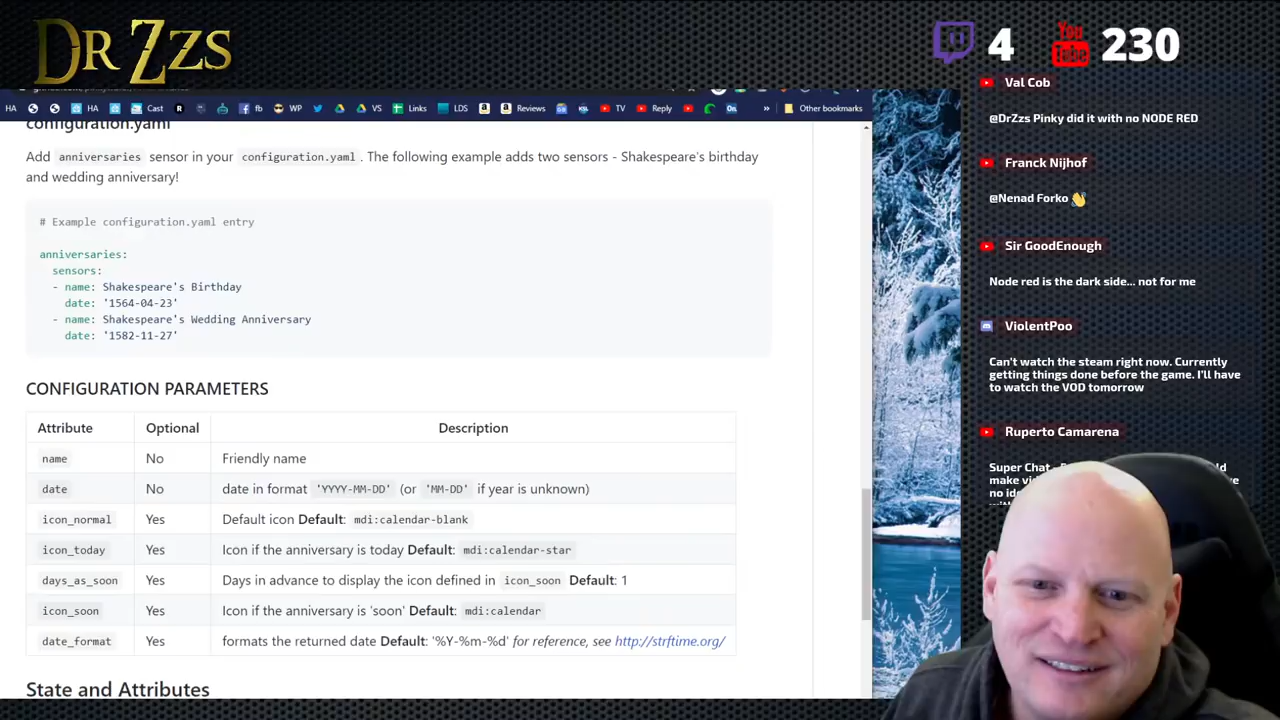 DR ZZS
4
You
Tube
230
HA
HA
Cast
R
fb
WP
VS
Links
LDS
Reviews
TV
Reply
On
»
Other bookmarks
configuration.yaml
Add anniversaries sensor in your configuration.yaml . The following example adds two sensors - Shakespeare's birthday
and wedding anniversary!
# Example configuration.yaml entry
anniversaries:
sensors:
- name: Shakespeare's Birthday
date: '1564-04-23'
- name: Shakespeare's Wedding Anniversary
date: '1582-11-27'
CONFIGURATION PARAMETERS
Attribute Optional Description
name No Friendly name
date No date in format 'YYYY-MM-DD' (or 'MM-DD' if year is unknown)
icon_normal Yes Default icon Default: mdi:calendar-blank
icon_today Yes Icon if the anniversary is today Default: mdi:calendar-star
days_as_soon Yes Days in advance to display the icon defined in icon_soon Default: 1
icon_soon Yes Icon if the anniversary is 'soon' Default: mdi:calendar
date_format Yes formats the returned date Default: '%Y-%m-%d' for reference, see http://strftime.org/
State and Attributes
Val Cob
@DrZzs Pinky did it with no NODE RED
Franck Nijhof
@Nenad Forko 👋
Sir GoodEnough
Node red is the dark side... not for me
ViolentPoo
Can't watch the steam right now. Currently
getting things done before the game. I'll have
to watch the VOD tomorrow
Ruperto Camarena
Super Chat -
make
no